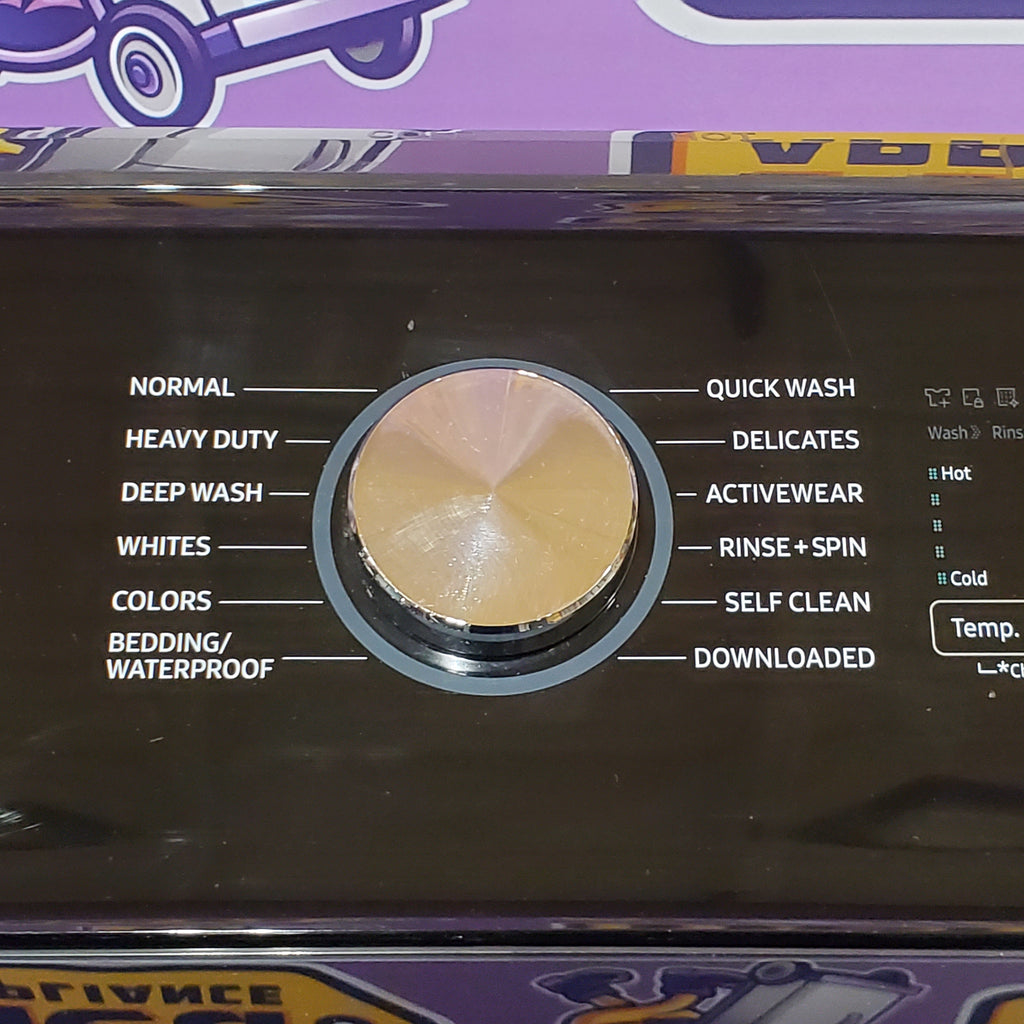 NORMAL
HEAVY DUTY
DEEP WASH
WHITES
COLORS
BEDDING/
WATERPROOF
QUICK WASH
DELICATES
ACTIVEWEAR
RINSE+SPIN
SELF CLEAN
DOWNLOADED
Wash
Hot
Cold
Temp.